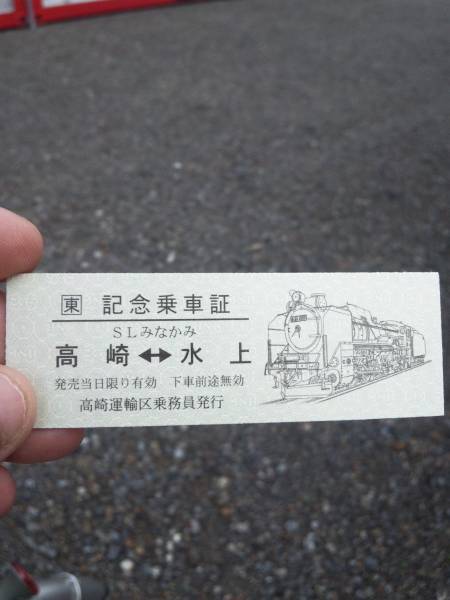 東 記念乗車証
SLみなかみ
高崎↔水上
発売当日限り有効 下車前途無効
高崎運輸区乗務員発行